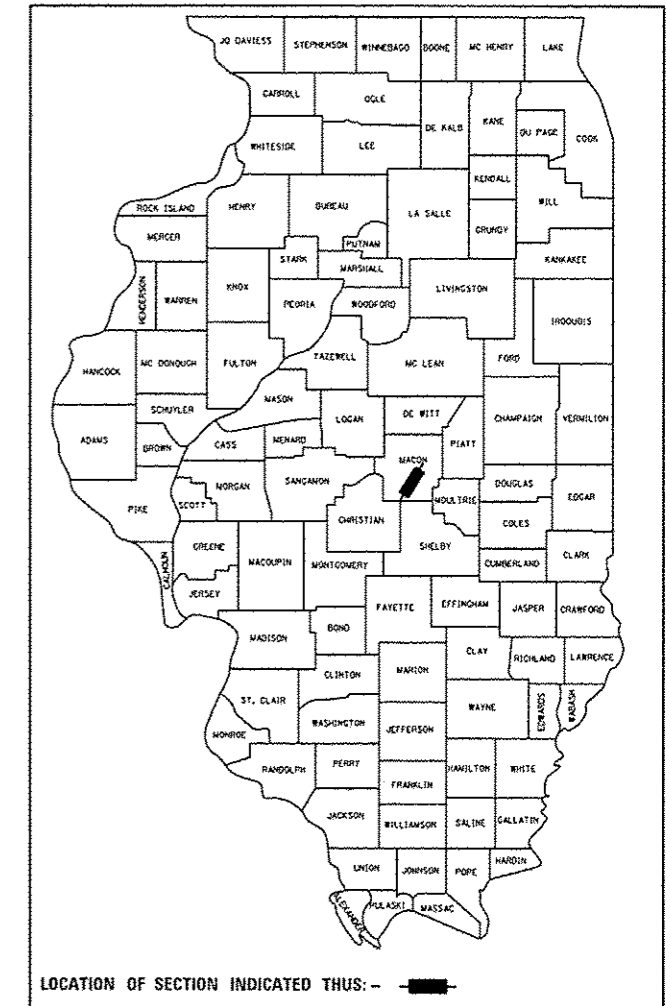 JO DAVIESS STEPHENSON WINNEBAGO BOONE MC HENRY LAKE
CARROLL OGLE DE KALB KANE DU PAGE COOK
WHITESIDE LEE KENDALL WILL
ROCK ISLAND HENRY BUREAU LA SALLE GRUNDY
MERCER PUTNAM KANKAKEE
STARK MARSHALL
HENDERSON WARREN KNOX PEORIA WOODFORD LIVINGSTON IROQUOIS
HANCOCK MC DONOUGH FULTON TAZEWELL MC LEAN FORD
SCHUYLER MASON LOGAN DE WITT CHAMPAIGN VERMILION
ADAMS BROWN CASS MENARD MACON PIATT
PIKE SCOTT MORGAN SANGAMON MOULTRIE DOUGLAS EDGAR
CHRISTIAN COLES
GREENE MACOUPIN MONTGOMERY SHELBY CUMBERLAND CLARK
CALHOUN JERSEY FAYETTE EFFINGHAM JASPER CRAWFORD
MADISON BOND CLAY RICHLAND LAWRENCE
CLINTON MARION
ST. CLAIR WAYNE EDWARDS WABASH
MONROE WASHINGTON JEFFERSON
RANDOLPH PERRY HAMILTON WHITE
FRANKLIN
JACKSON WILLIAMSON SALINE GALLATIN
UNION JOHNSON POPE HARDIN
ALEXANDER PULASKI MASSAC
LOCATION OF SECTION INDICATED THUS: -